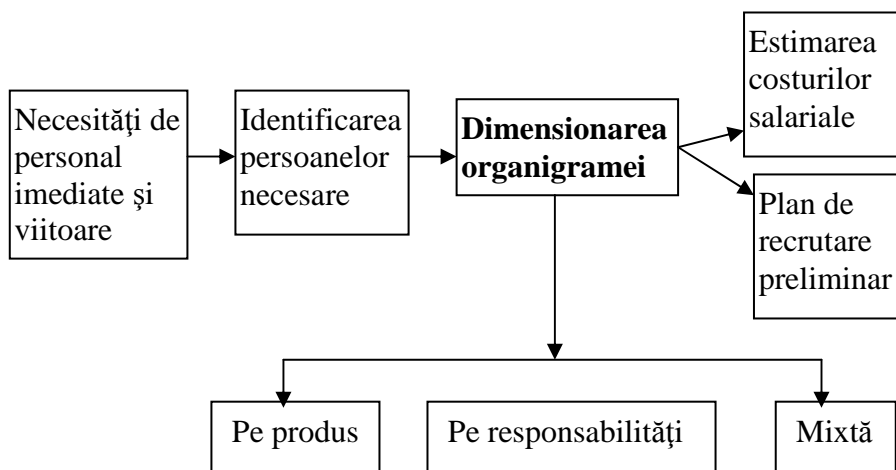 Necesităţi de
personal
imediate şi
viitoare
Identificarea
persoanelor
necesare
Dimensionarea
organigramei
Estimarea
costurilor
salariale
Plan de
recrutare
preliminar
Pe produs
Pe responsabilităţi
Mixtă